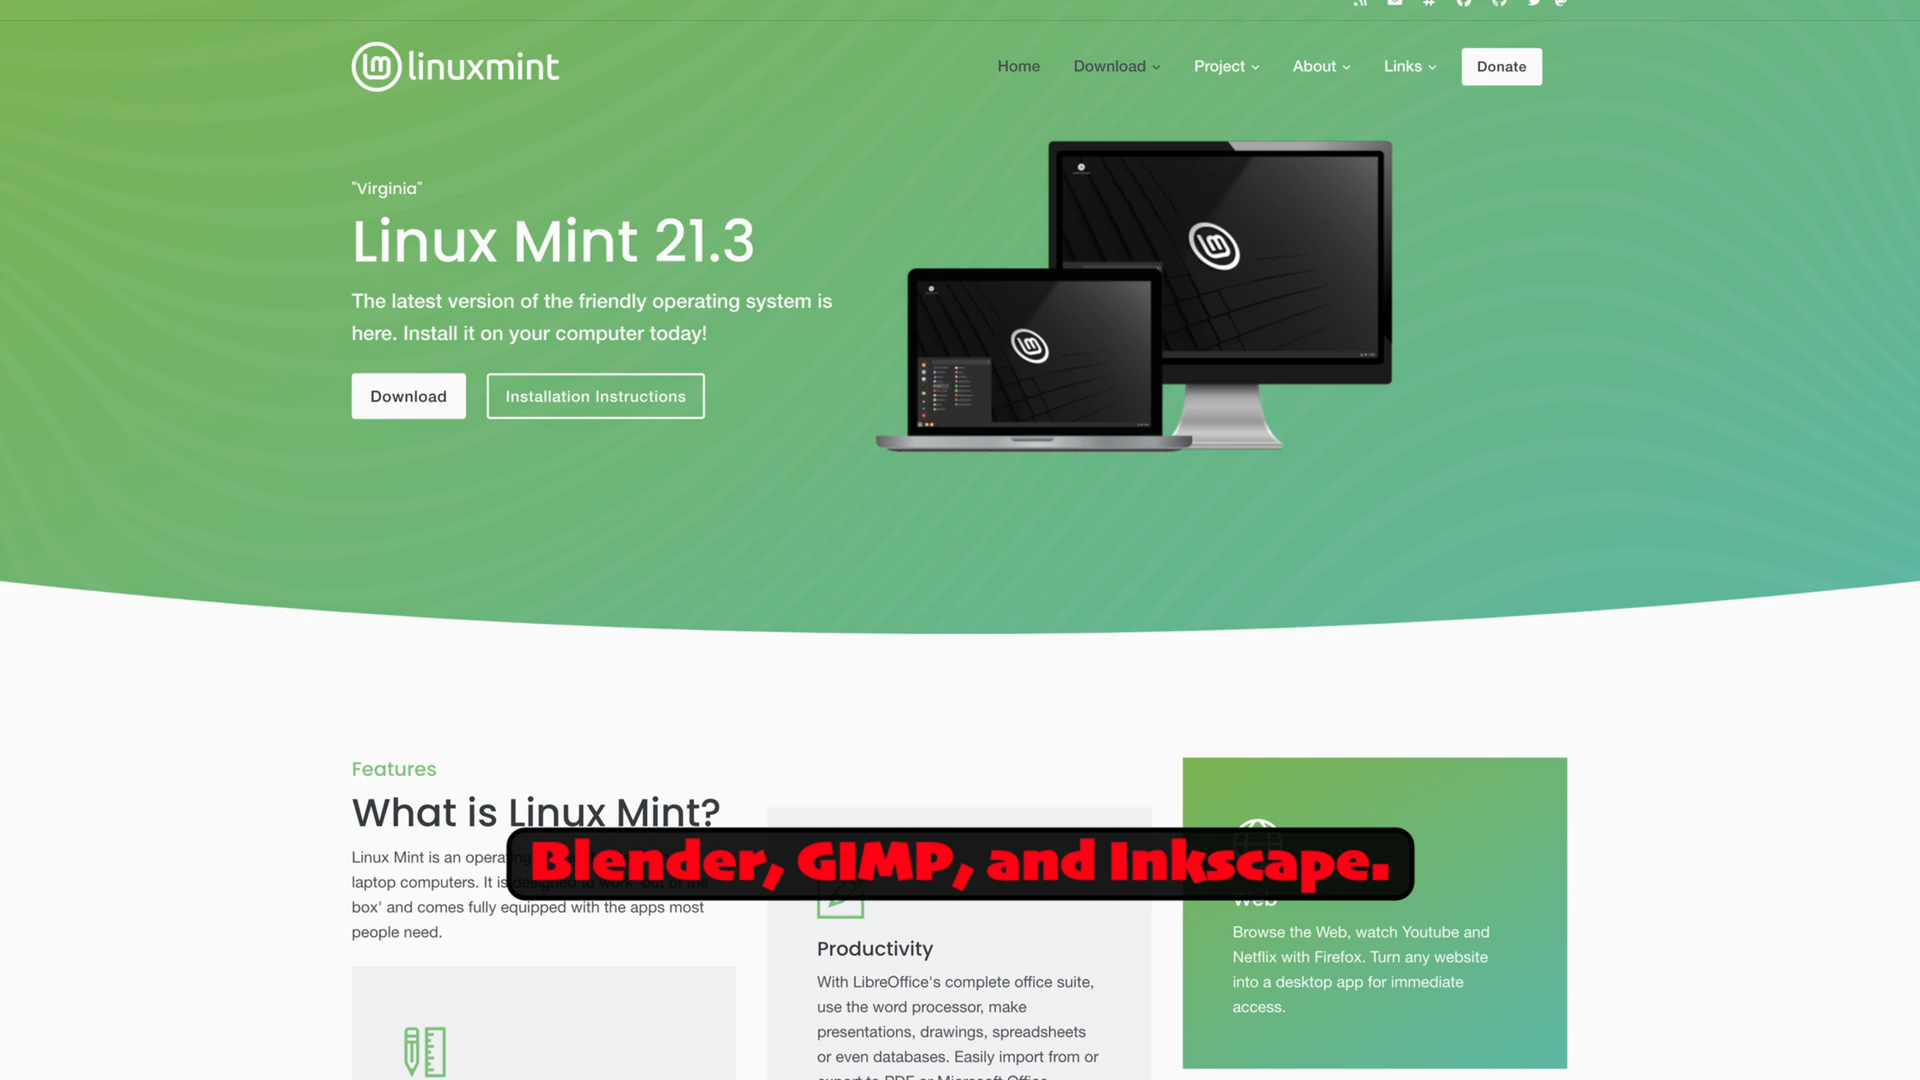 linuxmint
Home
Download
Project
About
Links
Donate
"Virginia"
Linux Mint 21.3
The latest version of the friendly operating system is
here. Install it on your computer today!
Download
Installation Instructions
Features
What is Linux Mint?
Linux Mint is an
laptop computers. It is designed to work 'out of the
box' and comes fully equipped with the apps most
people need.
Blender, GIMP, and Inkscape.
Productivity
With LibreOffice's complete office suite,
use the word processor, make
presentations, drawings, spreadsheets
or even databases. Easily import from or
Web
Browse the Web, watch Youtube and
Netflix with Firefox. Turn any website
into a desktop app for immediate
access.